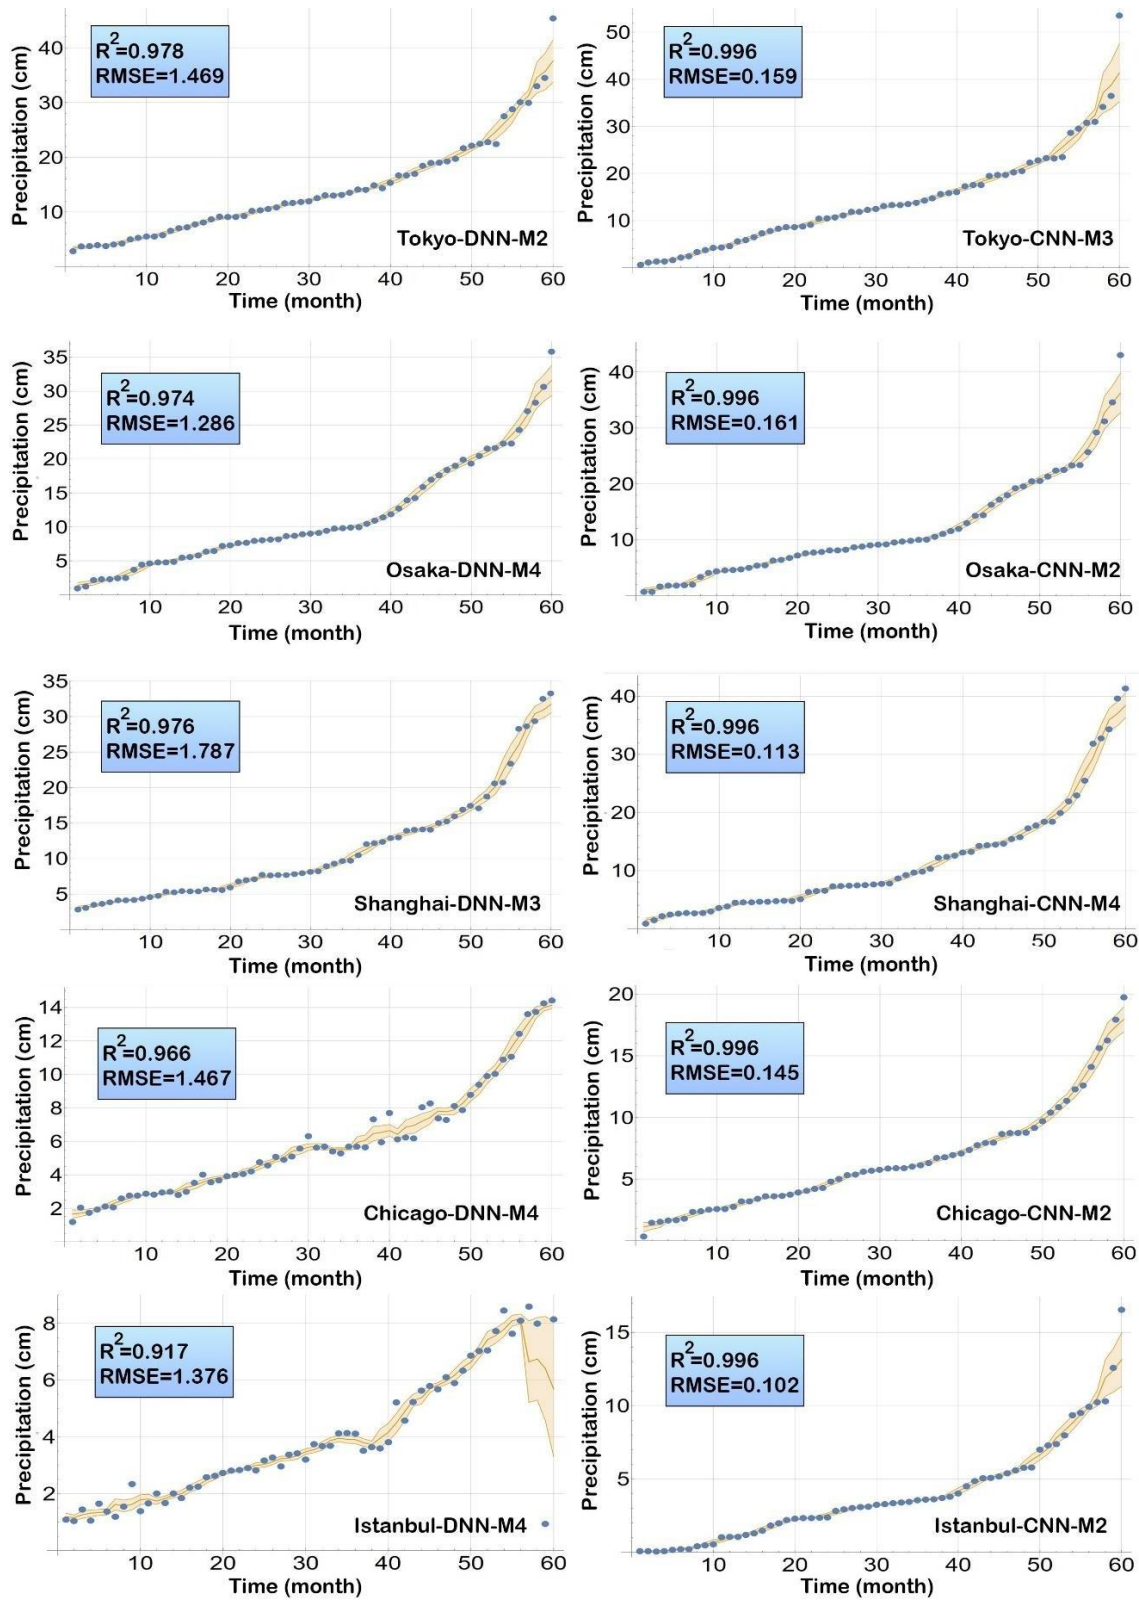 Precipitation (cm)
40
30
20
10
R²=0.978
RMSE=1.469
Tokyo-DNN-M2
10 20 30 40 50 60
Time (month)
Precipitation (cm)
50
40
30
20
10
R²=0.996
RMSE=0.159
Tokyo-CNN-M3
10 20 30 40 50 60
Time (month)
Precipitation (cm)
35
30
25
20
15
10
5
R²=0.974
RMSE=1.286
Osaka-DNN-M4
10 20 30 40 50 60
Time (month)
Precipitation (cm)
40
30
20
10
R²=0.996
RMSE=0.161
Osaka-CNN-M2
10 20 30 40 50 60
Time (month)
Precipitation (cm)
35
30
25
20
15
10
5
R²=0.976
RMSE=1.787
Shanghai-DNN-M3
10 20 30 40 50 60
Time (month)
Precipitation (cm)
40
30
20
10
R²=0.996
RMSE=0.113
Shanghai-CNN-M4
10 20 30 40 50 60
Time (month)
Precipitation (cm)
14
12
10
8
6
4
2
R²=0.966
RMSE=1.467
Chicago-DNN-M4
10 20 30 40 50 60
Time (month)
Precipitation (cm)
20
15
10
5
R²=0.996
RMSE=0.145
Chicago-CNN-M2
10 20 30 40 50 60
Time (month)
Precipitation (cm)
8
6
4
2
R²=0.917
RMSE=1.376
Istanbul-DNN-M4
10 20 30 40 50 60
Time (month)
Precipitation (cm)
15
10
5
R²=0.996
RMSE=0.102
Istanbul-CNN-M2
10 20 30 40 50 60
Time (month)